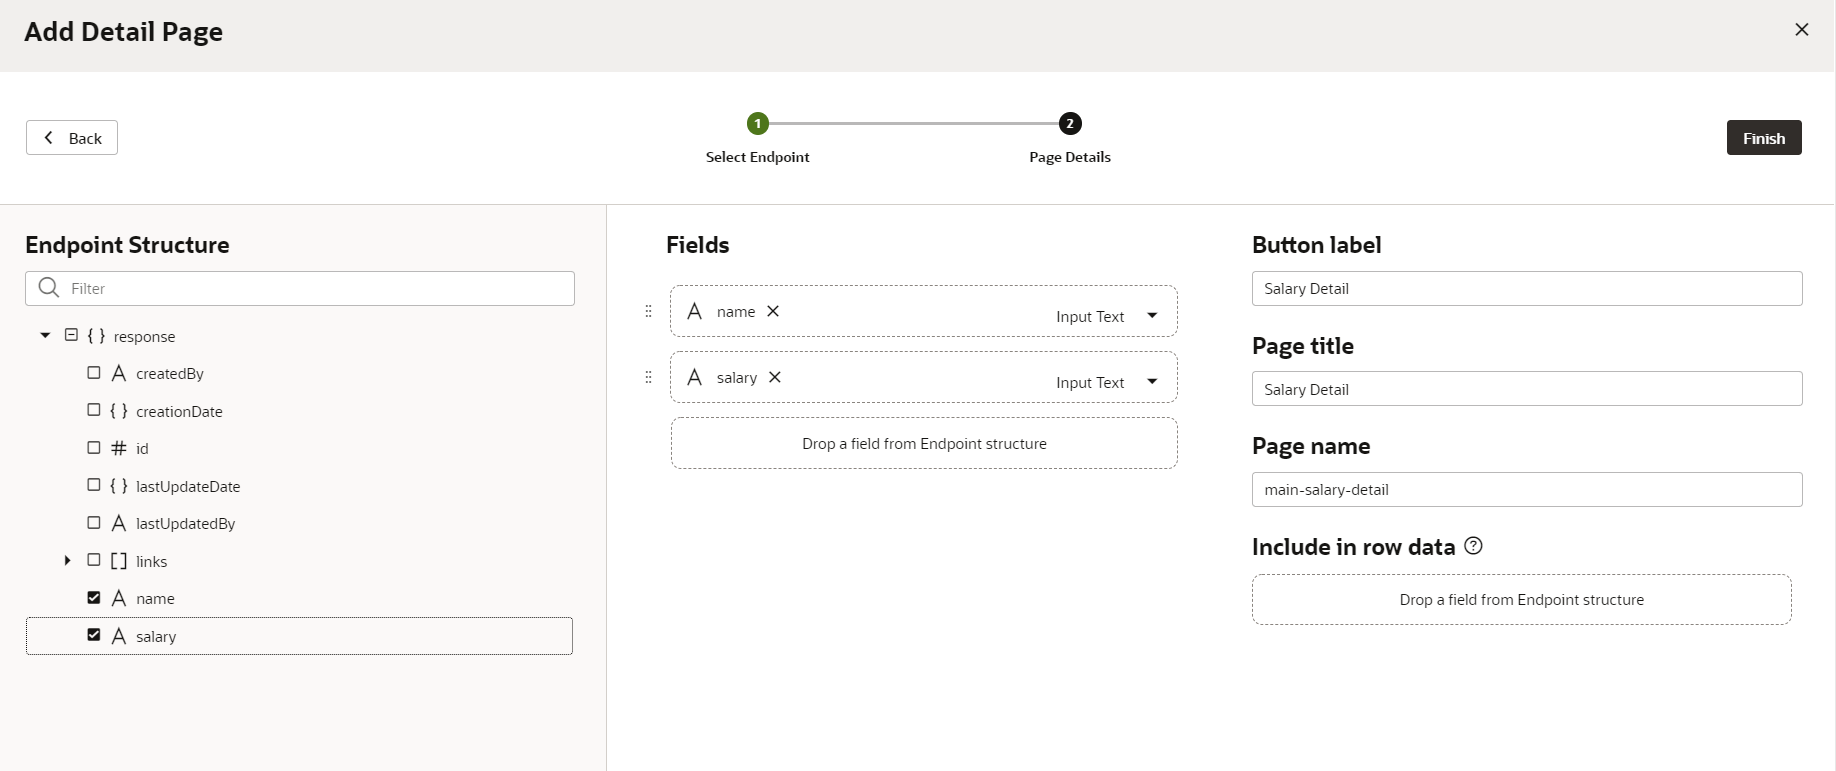 Add Detail Page
Back
1
2
Select Endpoint
Page Details
Finish
Endpoint Structure
Filter
{ } response
A createdBy
{ } creationDate
# id
{ } lastUpdateDate
A lastUpdatedBy
[ ] links
A name
A salary
Fields
A name
Input Text
A salary
Input Text
Drop a field from Endpoint structure
Button label
Salary Detail
Page title
Salary Detail
Page name
main-salary-detail
Include in row data ?
Drop a field from Endpoint structure